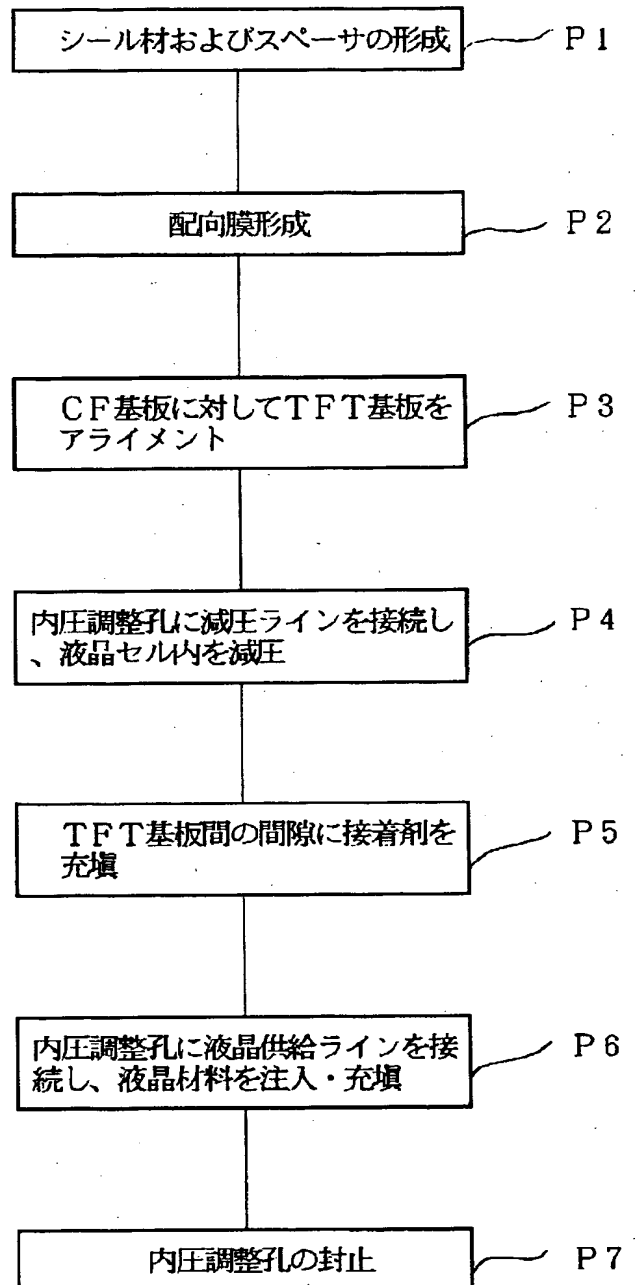 シール材およびスペーサの形成 P1
配向膜形成 P2
CF基板に対してTFT基板を P3
アライメント
内圧調整孔に減圧ラインを接続し P4
、液晶セル内を減圧
TFT基板間の間隙に接着剤を P5
充塡
内圧調整孔に液晶供給ラインを接 P6
続し、液晶材料を注入・充塡
内圧調整孔の封止 P7